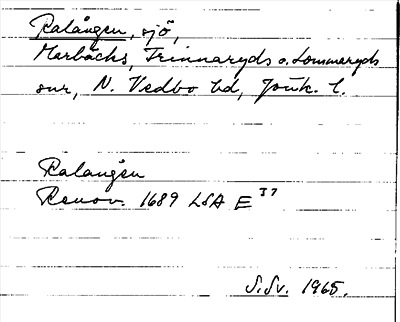 Ralången, sjö,
Marbäcks, Frinnaryds o. Lommaryds
snr, N. Vedbo hd, Jönk. l.
Ralangen
Renov. 1689 LSA E 37
S.Sv. 1965.